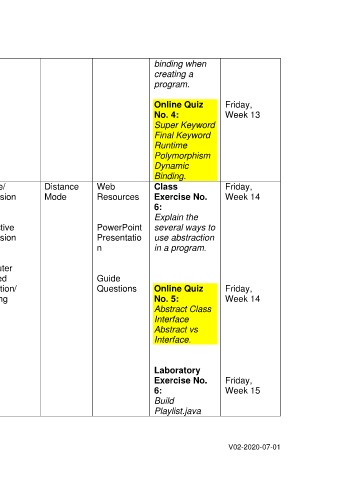 binding when
creating a
program.
Online Quiz
No. 4:
Super Keyword
Final Keyword
Runtime
Polymorphism
Dynamic
Binding.
Friday,
Week 13
e/
sion
tive
sion
uter
ed
tion/
ng
Distance
Mode
Web
Resources
PowerPoint
Presentatio
n
Guide
Questions
Class
Exercise No.
6:
Explain the
several ways to
use abstraction
in a program.
Friday,
Week 14
Online Quiz
No. 5:
Abstract Class
Interface
Abstract vs
Interface.
Friday,
Week 14
Laboratory
Exercise No.
6:
Build
Playlist.java
Friday,
Week 15
V02-2020-07-01